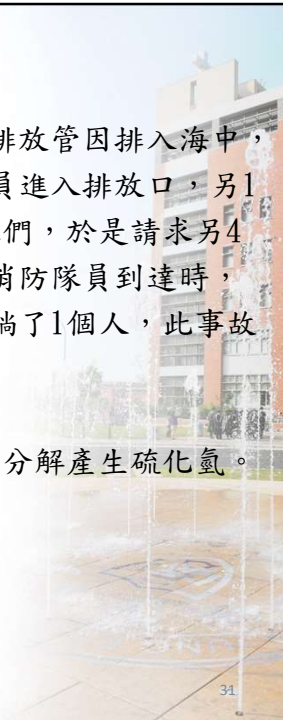 排放管因排入海中，
員進入排放口，另1
們，於是請求另4
消防隊員到達時，
躺了1個人，此事故
分解產生硫化氫。
31